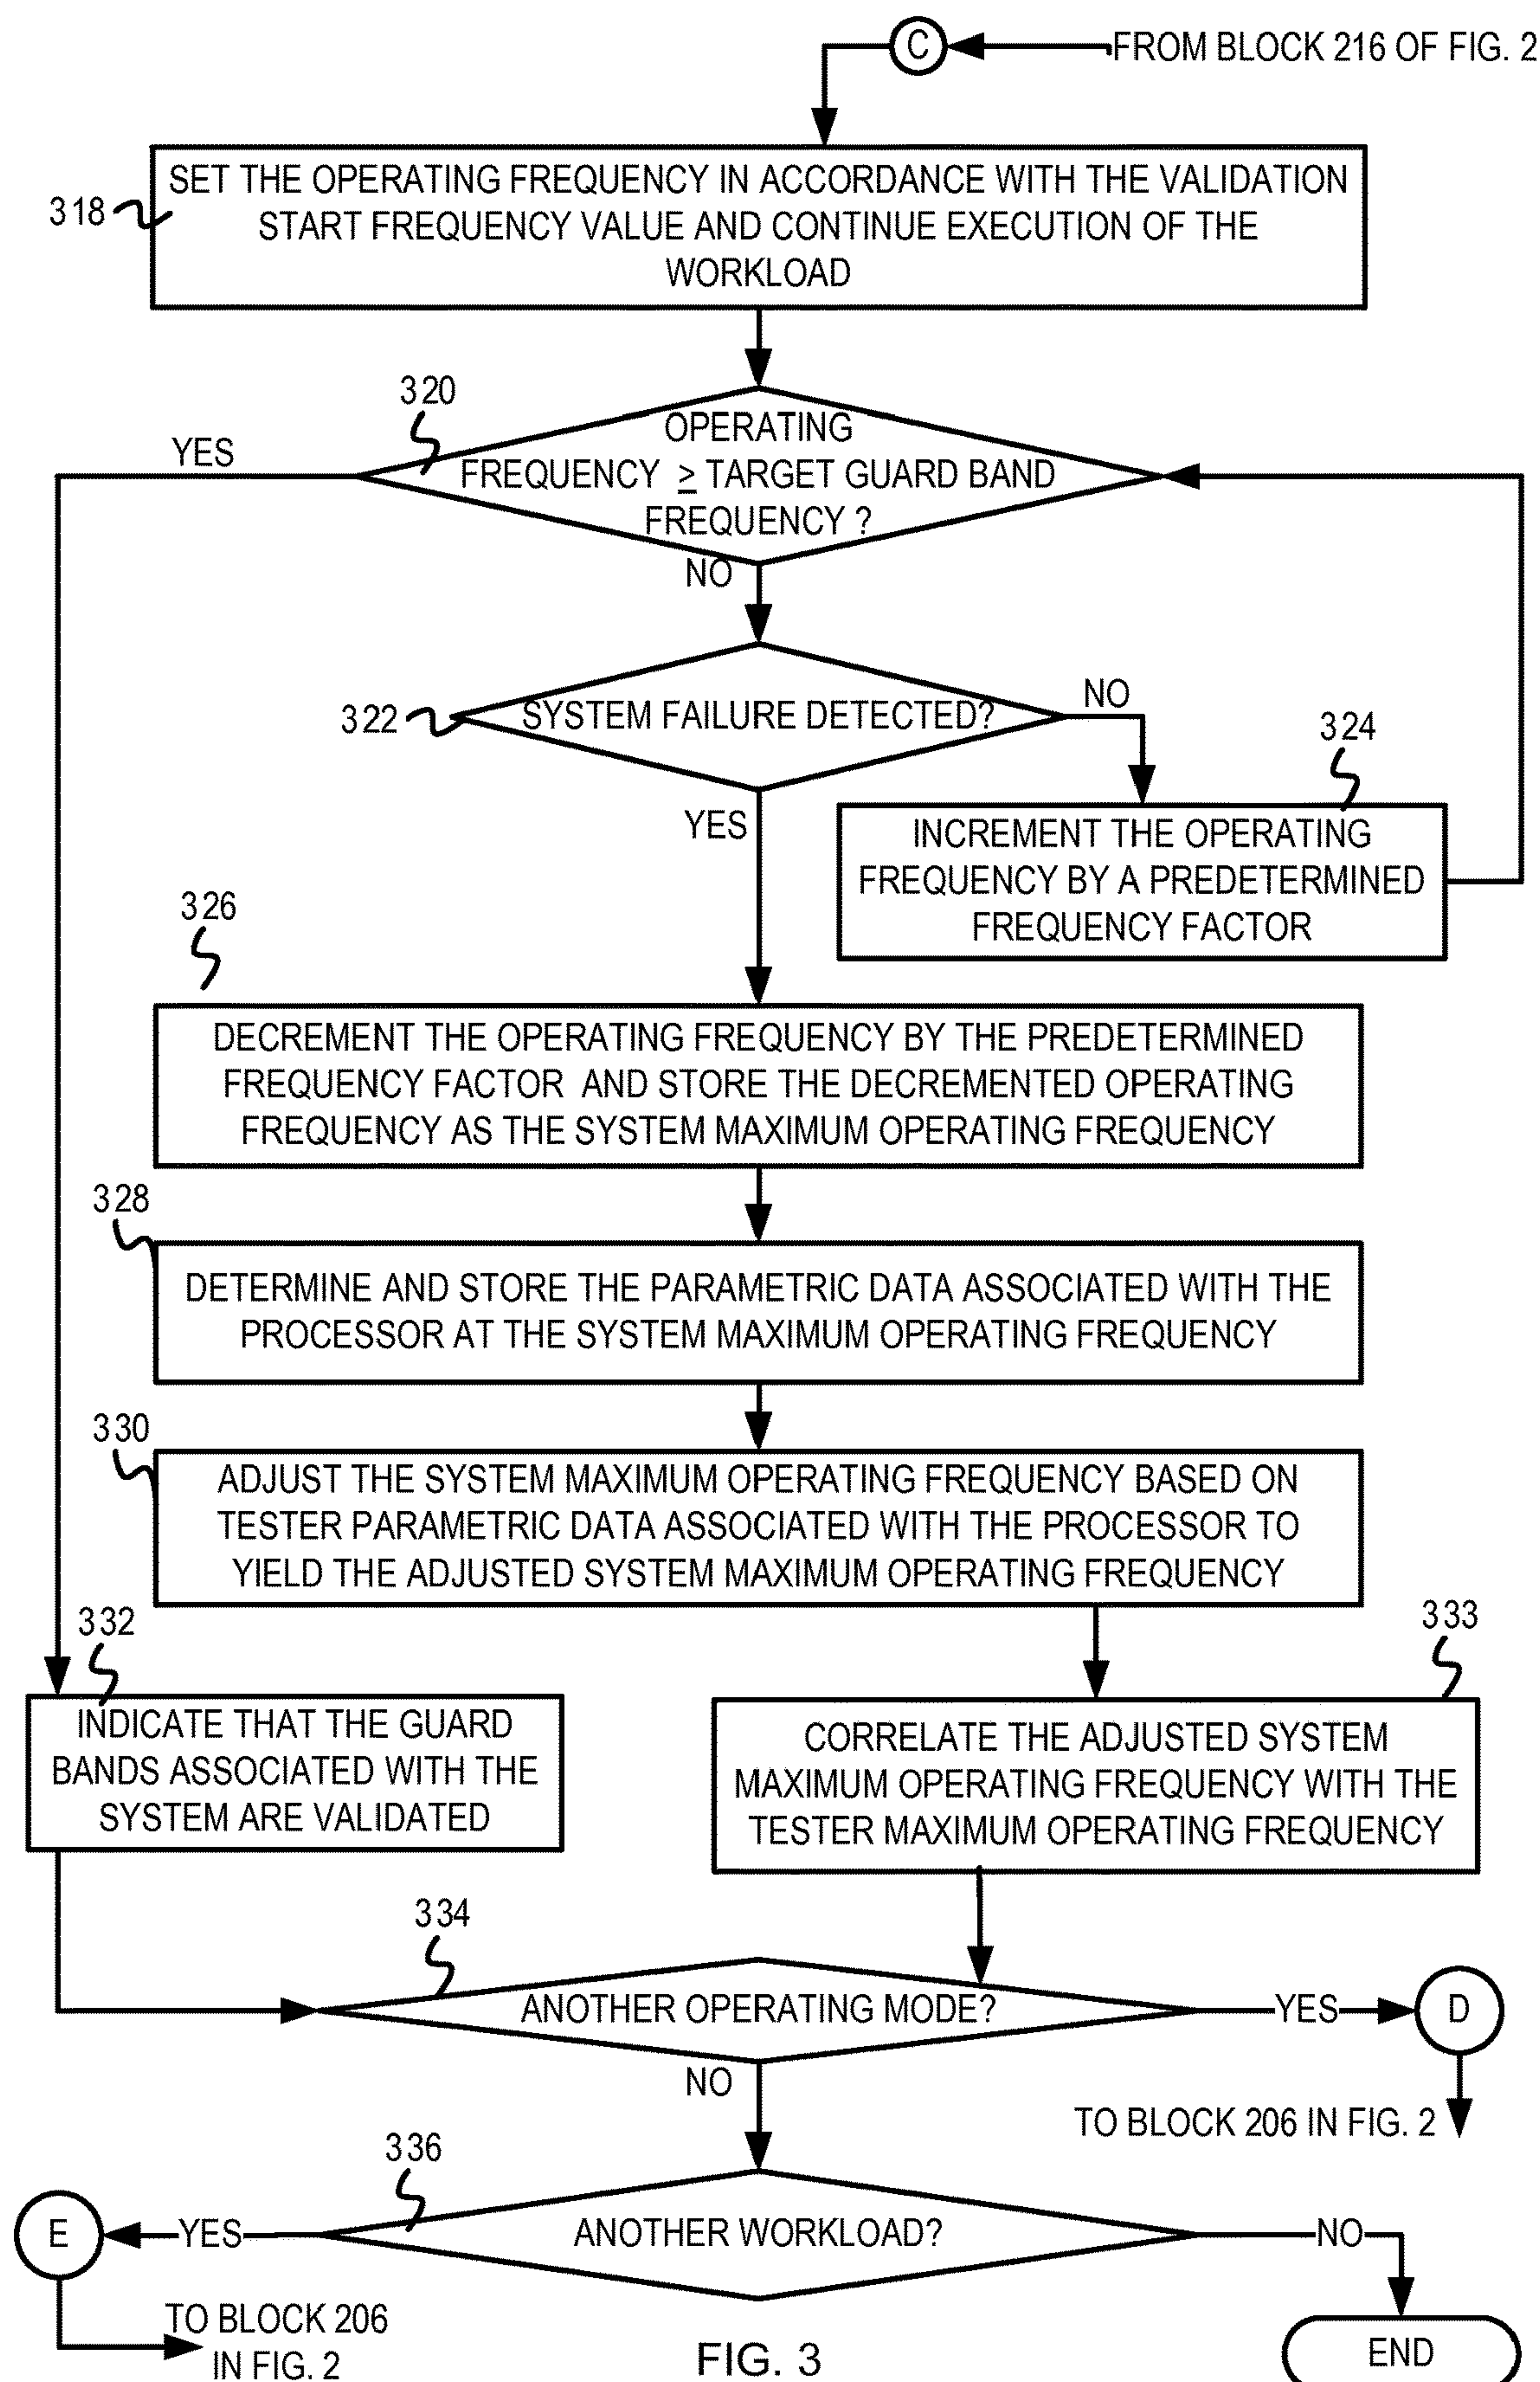 C
FROM BLOCK 216 OF FIG. 2
318
SET THE OPERATING FREQUENCY IN ACCORDANCE WITH THE VALIDATION
START FREQUENCY VALUE AND CONTINUE EXECUTION OF THE
WORKLOAD
320
YES
OPERATING
FREQUENCY ≥ TARGET GUARD BAND
FREQUENCY ?
NO
322
SYSTEM FAILURE DETECTED?
NO
324
YES
INCREMENT THE OPERATING
FREQUENCY BY A PREDETERMINED
FREQUENCY FACTOR
326
DECREMENT THE OPERATING FREQUENCY BY THE PREDETERMINED
FREQUENCY FACTOR AND STORE THE DECREMENTED OPERATING
FREQUENCY AS THE SYSTEM MAXIMUM OPERATING FREQUENCY
328
DETERMINE AND STORE THE PARAMETRIC DATA ASSOCIATED WITH THE
PROCESSOR AT THE SYSTEM MAXIMUM OPERATING FREQUENCY
330
ADJUST THE SYSTEM MAXIMUM OPERATING FREQUENCY BASED ON
TESTER PARAMETRIC DATA ASSOCIATED WITH THE PROCESSOR TO
YIELD THE ADJUSTED SYSTEM MAXIMUM OPERATING FREQUENCY
332
INDICATE THAT THE GUARD
BANDS ASSOCIATED WITH THE
SYSTEM ARE VALIDATED
333
CORRELATE THE ADJUSTED SYSTEM
MAXIMUM OPERATING FREQUENCY WITH THE
TESTER MAXIMUM OPERATING FREQUENCY
334
ANOTHER OPERATING MODE?
YES
D
NO
TO BLOCK 206 IN FIG. 2
336
E
YES
ANOTHER WORKLOAD?
NO
TO BLOCK 206
IN FIG. 2
FIG. 3
END